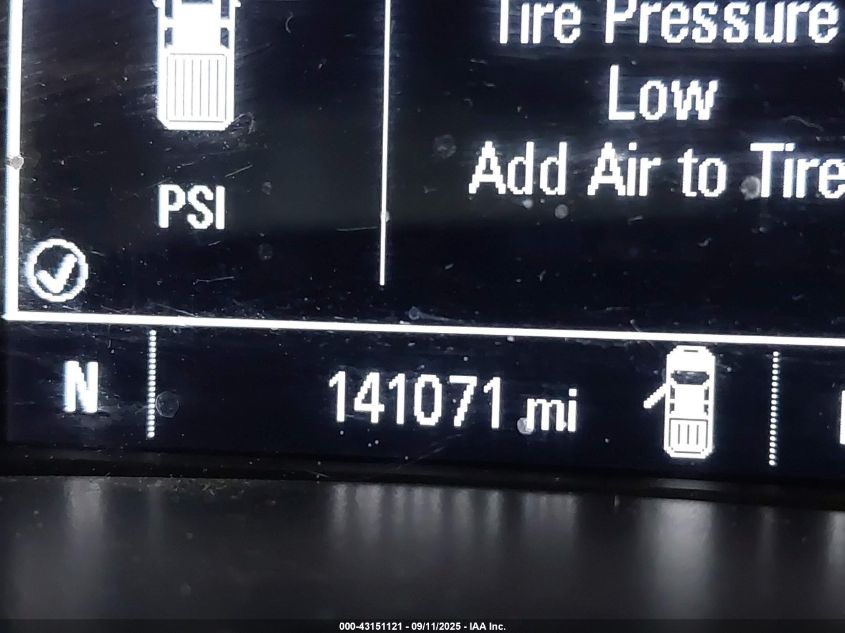 Tire Pressure
Low
Add Air to Tire
PSI
N
141071 mi
000-43151121 - 09/11/2025 - IAA Inc.